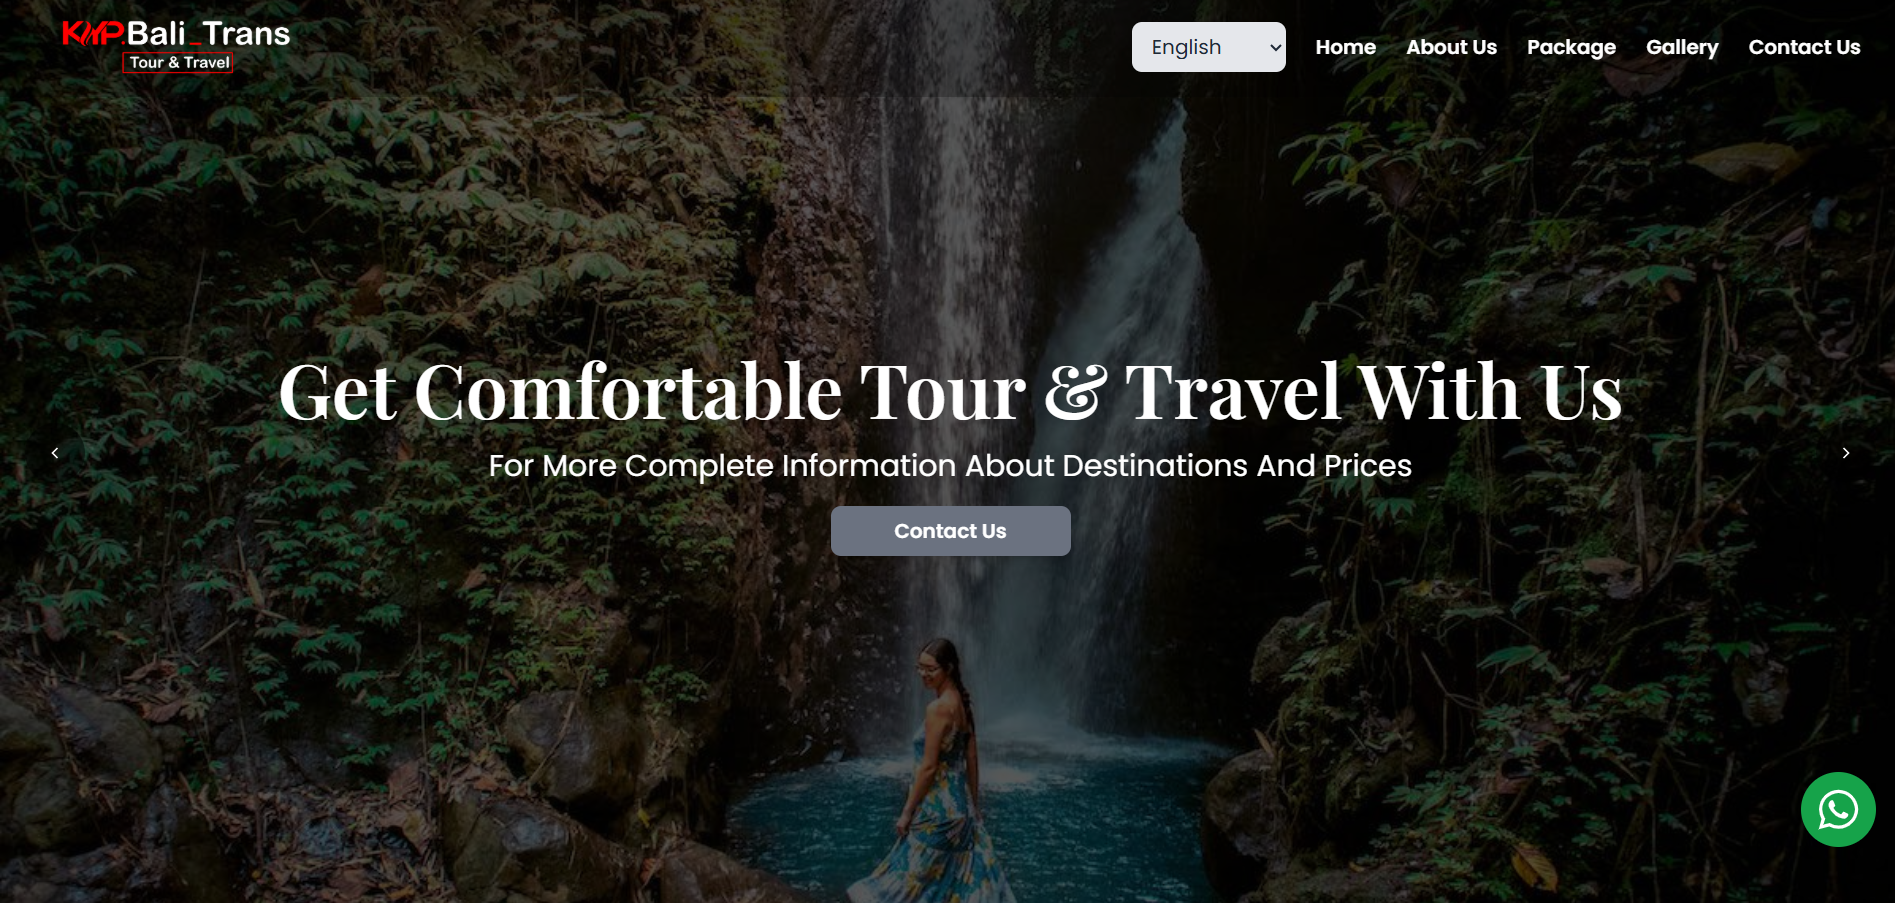 KMP.Bali_Trans
Tour & Travel
English
Home
About Us
Package
Gallery
Contact Us
Get Comfortable Tour & Travel With Us
For More Complete Information About Destinations And Prices
Contact Us